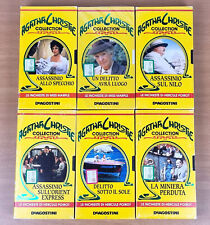 AGATHA CHRISTIE
COLLECTION
ASSASSINIO
ALLO SPECCHIO
LE INCHIESTE DI MISS MARPLE
DEAGOSTINI
AGATHA CHRISTIE
COLLECTION
UN DELITTO
AVRÀ LUOGO
LE INCHIESTE DI MISS MARPLE
DEAGOSTINI
AGATHA CHRISTIE
COLLECTION
ASSASSINIO
SUL NILO
LE INCHIESTE DI HERCULE POIROT
DEAGOSTINI
AGATHA CHRISTIE
COLLECTION
ASSASSINIO
SULL'ORIENT
EXPRESS
LE INCHIESTE DI HERCULE POIROT
DEAGOSTINI
AGATHA CHRISTIE
COLLECTION
DELITTO
SOTTO IL SOLE
LE INCHIESTE DI HERCULE POIROT
DEAGOSTINI
AGATHA CHRISTIE
COLLECTION
LA MINIERA
PERDUTA
LE INCHIESTE DI HERCULE POIROT
DEAGOSTINI